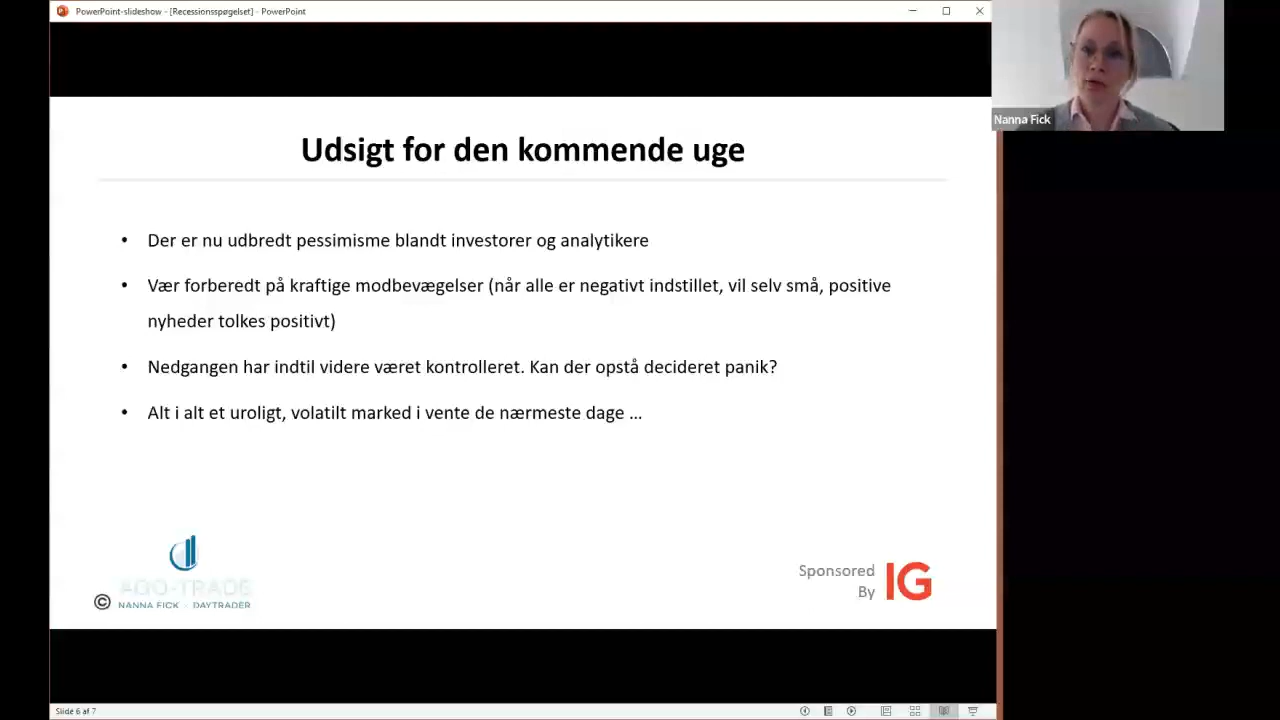 PowerPoint-slideshow - [Recessionsspøgelset] - PowerPoint
Nanna Fick
Udsigt for den kommende uge
• Der er nu udbredt pessimisme blandt investorer og analytikere
• Vær forberedt på kraftige modbevægelser (når alle er negativt indstillet, vil selv små, positive
nyheder tolkes positivt)
• Nedgangen har indtil videre været kontrolleret. Kan der opstå decideret panik?
• Alt i alt et uroligt, volatilt marked i vente de nærmeste dage ...
© NANNA FICK - DAYTRADER
Sponsored
By IG
Slide 6 af 7